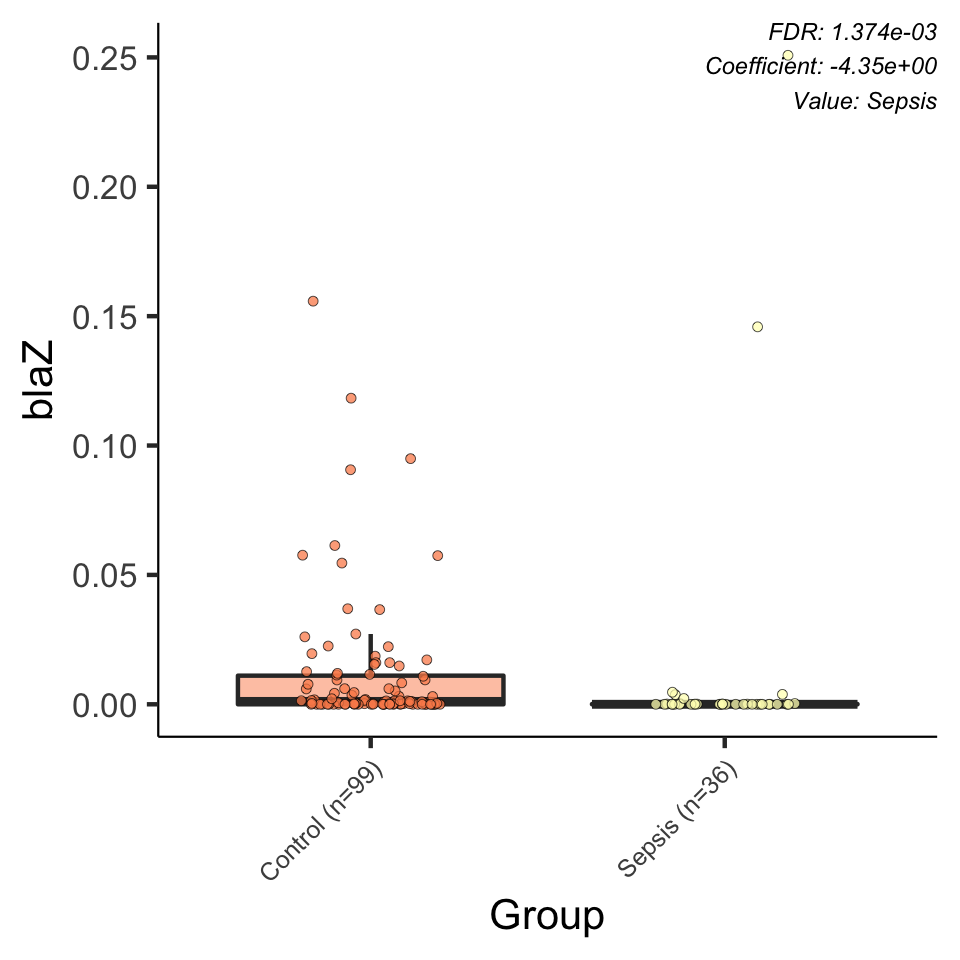 FDR: 1.374e-03
Coefficient: -4.35e+00
Value: Sepsis
0.25
0.20
0.15
0.10
0.05
0.00
blaZ
Control (n=99)
Sepsis (n=36)
Group